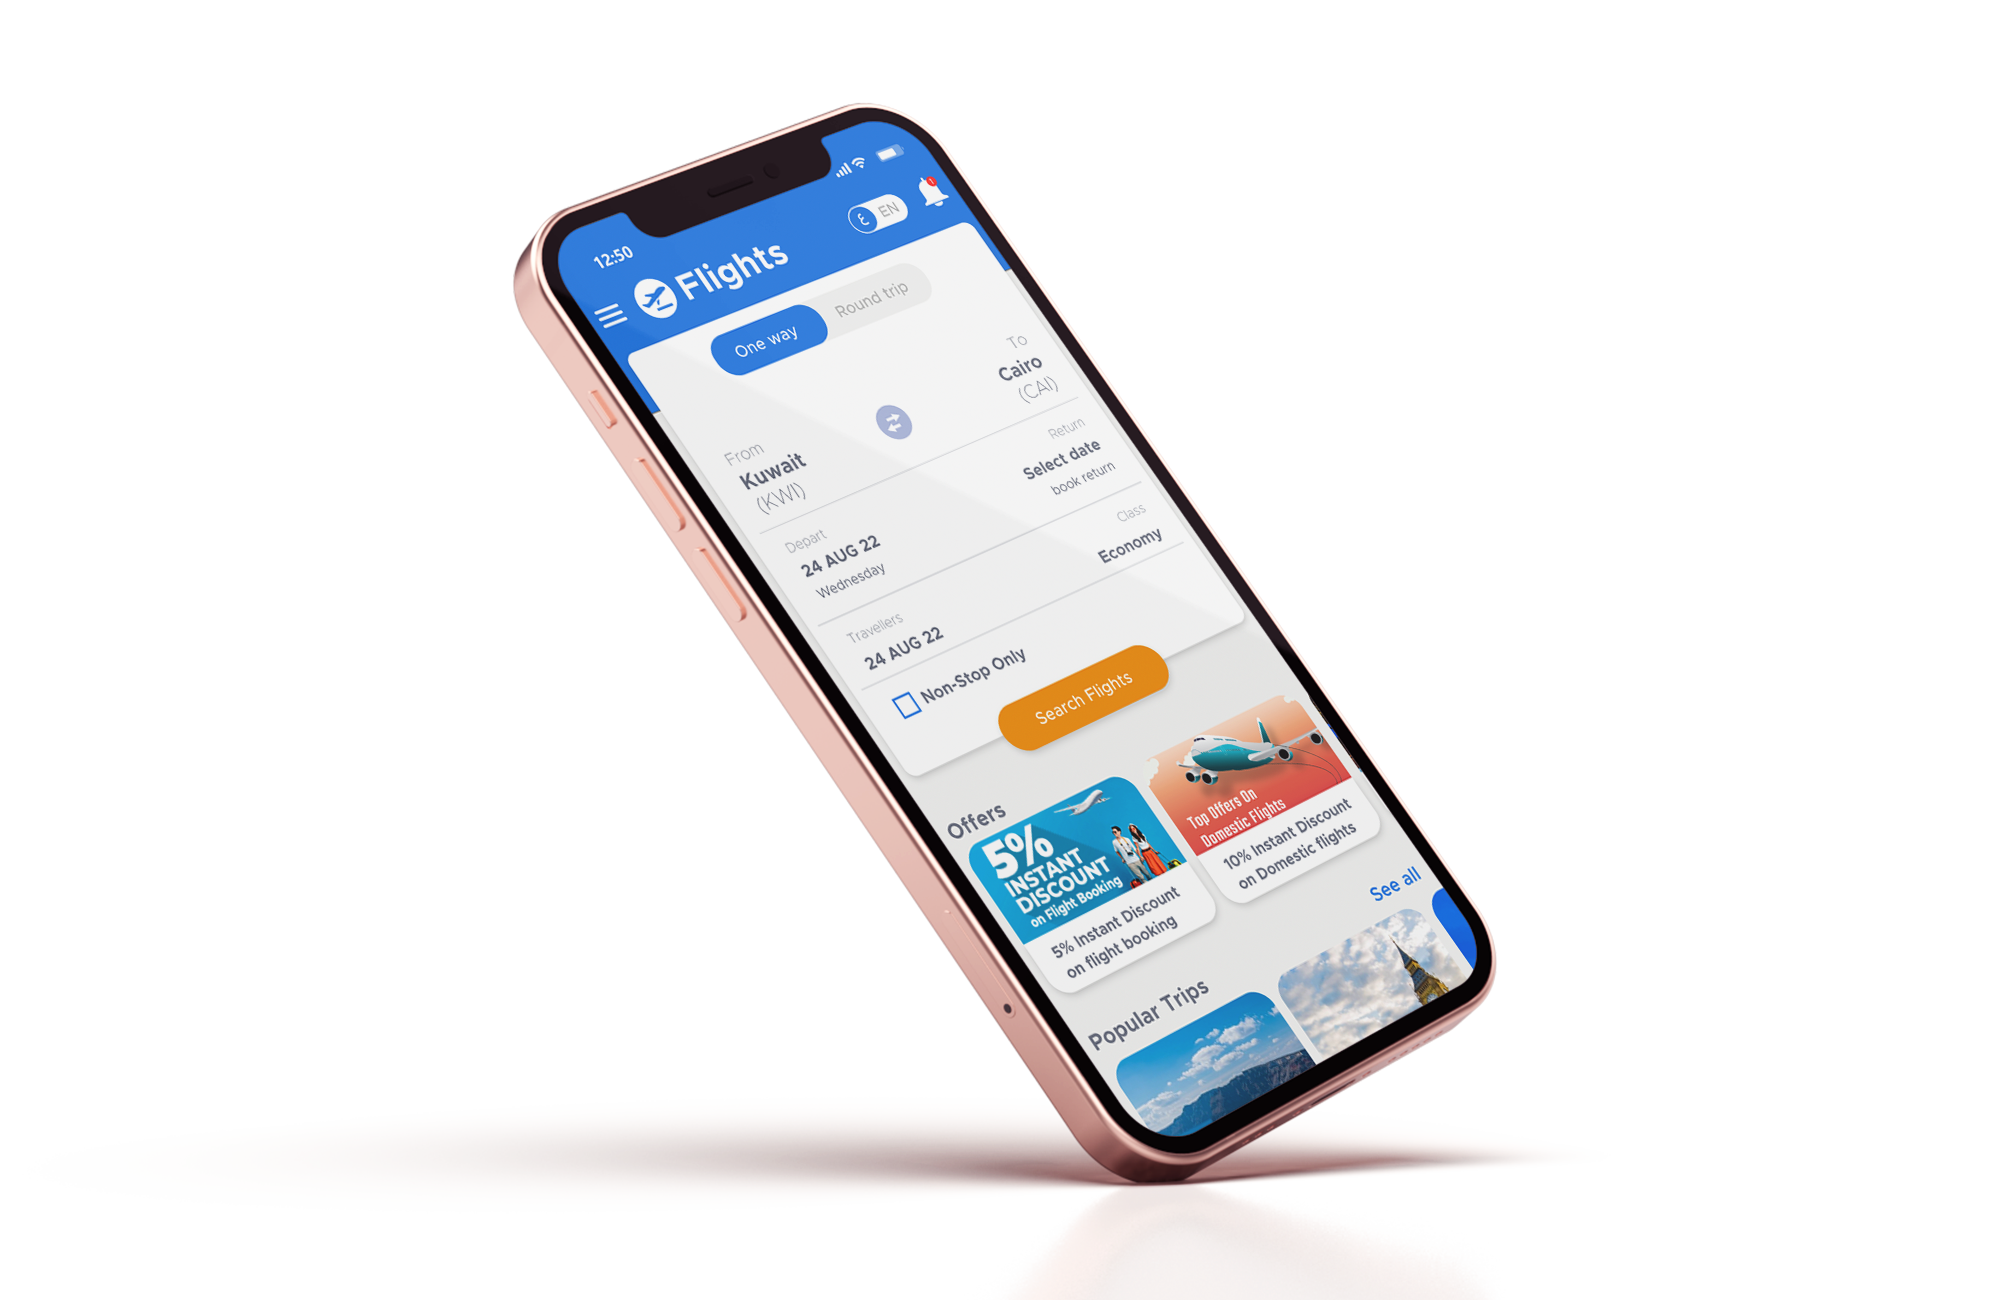 12:50
ع EN
Flights
One way Round trip
From
Kuwait
(KWI)
To
Cairo
(CAI)
Depart
24 AUG 22
Wednesday
Return
Select date
book return
Travellers
24 AUG 22
Class
Economy
Non-Stop Only
Search Flights
Offers
5%
INSTANT
DISCOUNT
on Flight Booking
5% Instant Discount
on flight booking
Top Offers On
Domestic Flights
10% Instant Discount
on Domestic flights
Popular Trips
See all